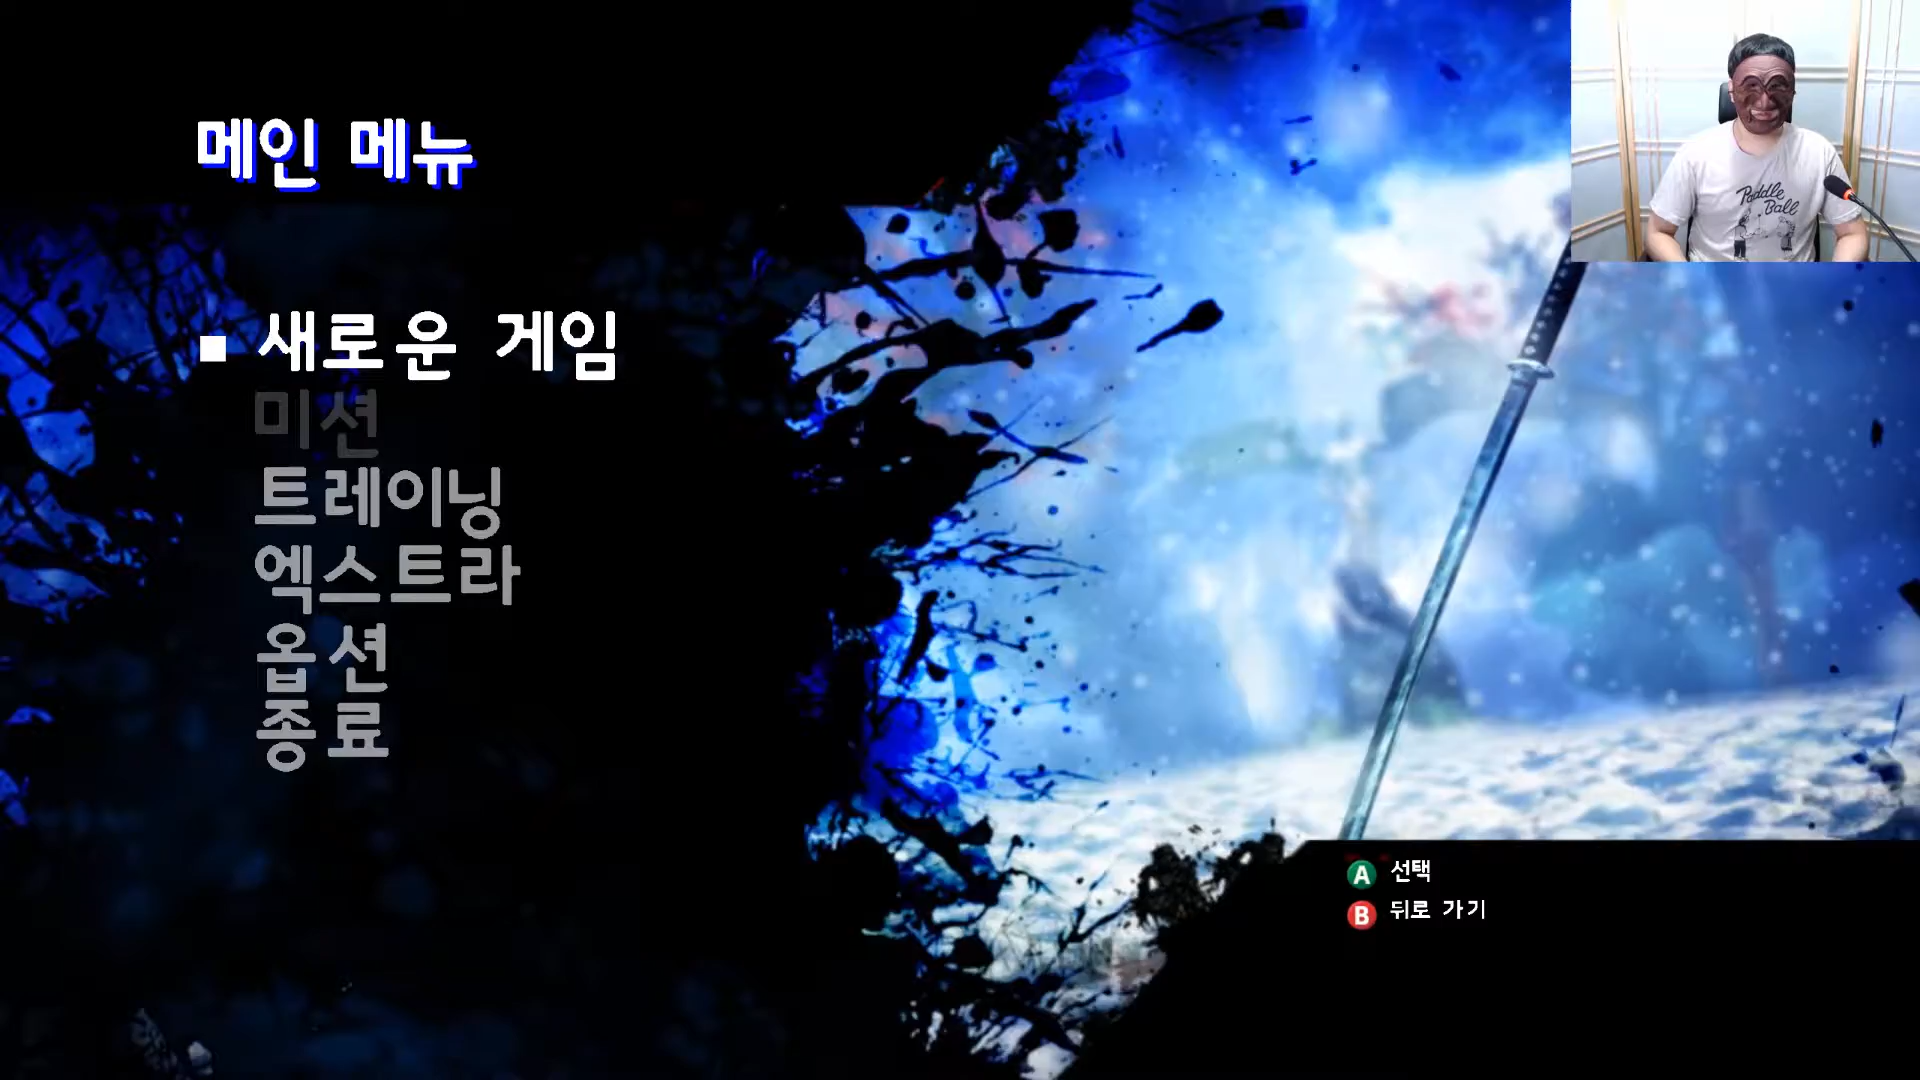 메인 메뉴
새로운 게임
미션
트레이닝
엑스트라
옵션
종료
Paddle
Ball
A 선택
B 뒤로 가기